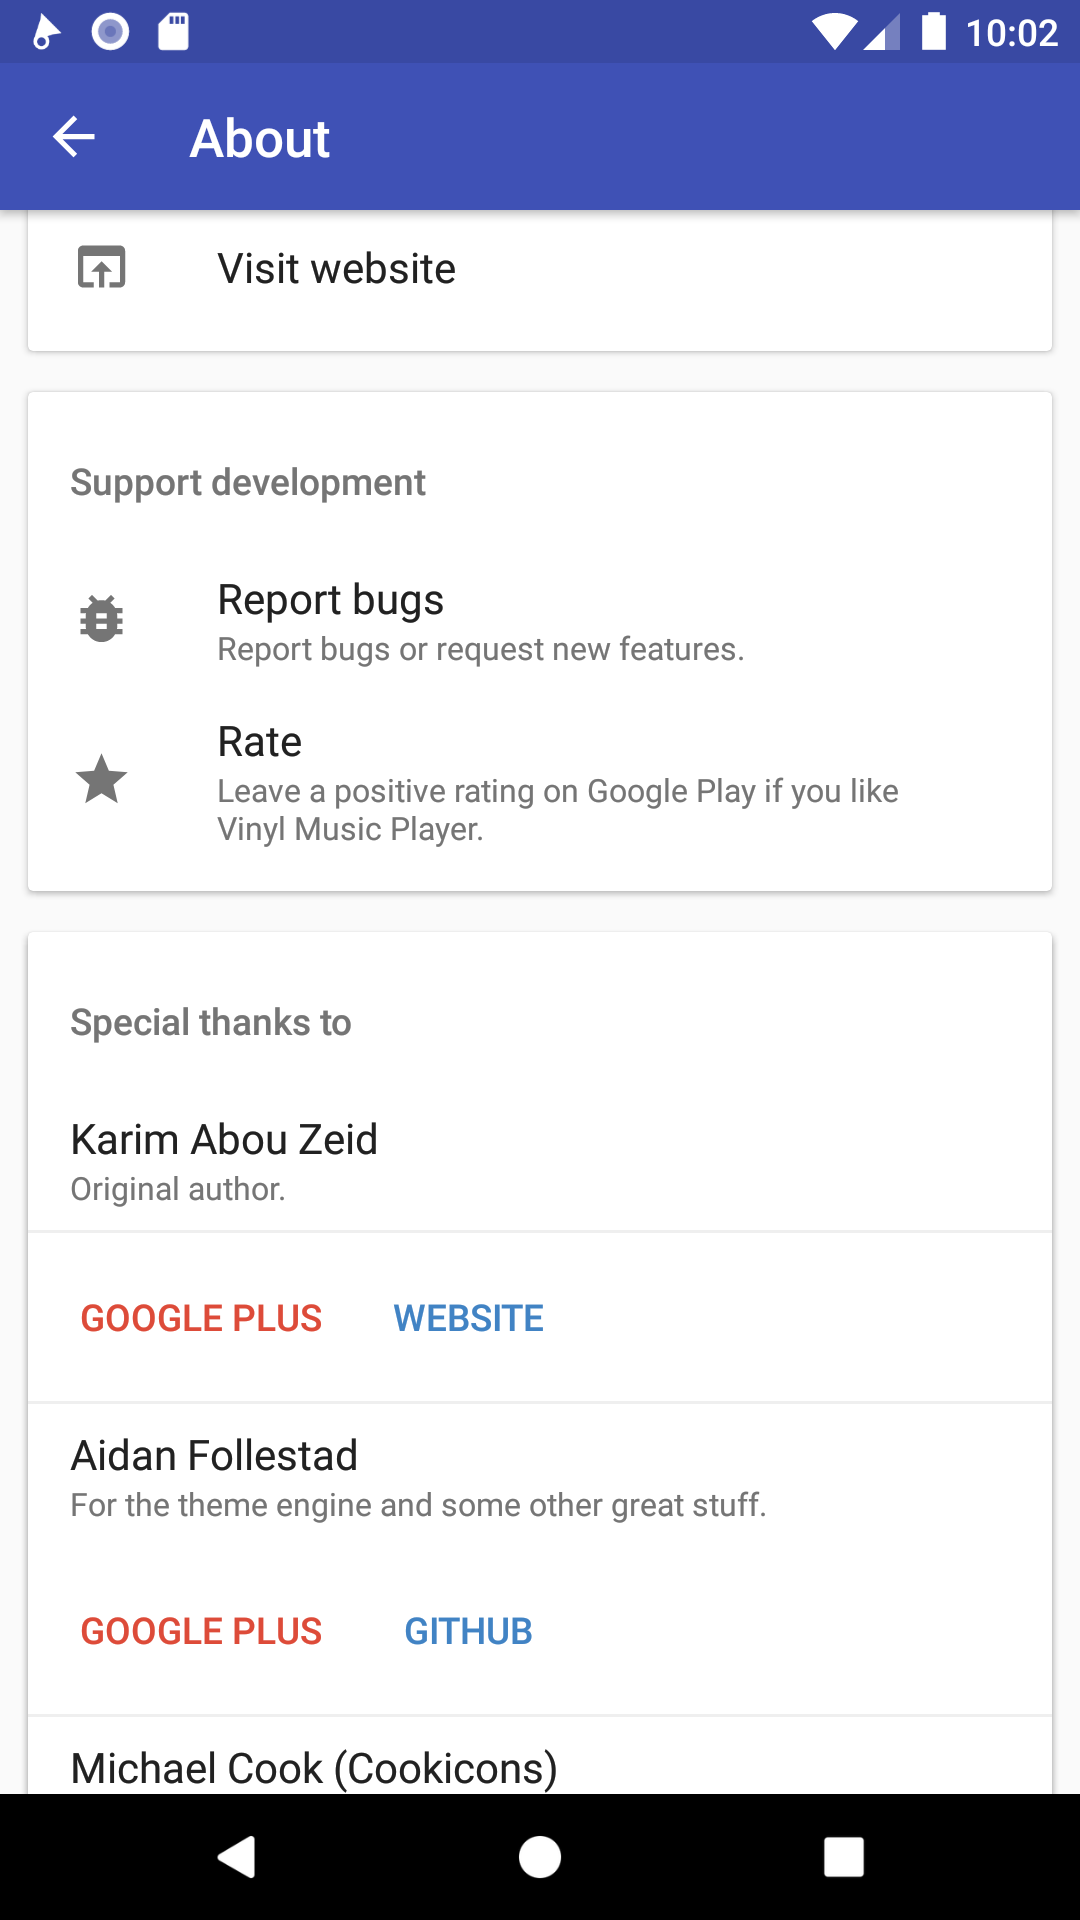 10:02
About
Visit website
Support development
Report bugs
Report bugs or request new features.
Rate
Leave a positive rating on Google Play if you like
Vinyl Music Player.
Special thanks to
Karim Abou Zeid
Original author.
GOOGLE PLUS WEBSITE
Aidan Follestad
For the theme engine and some other great stuff.
GOOGLE PLUS GITHUB
Michael Cook (Cookicons)